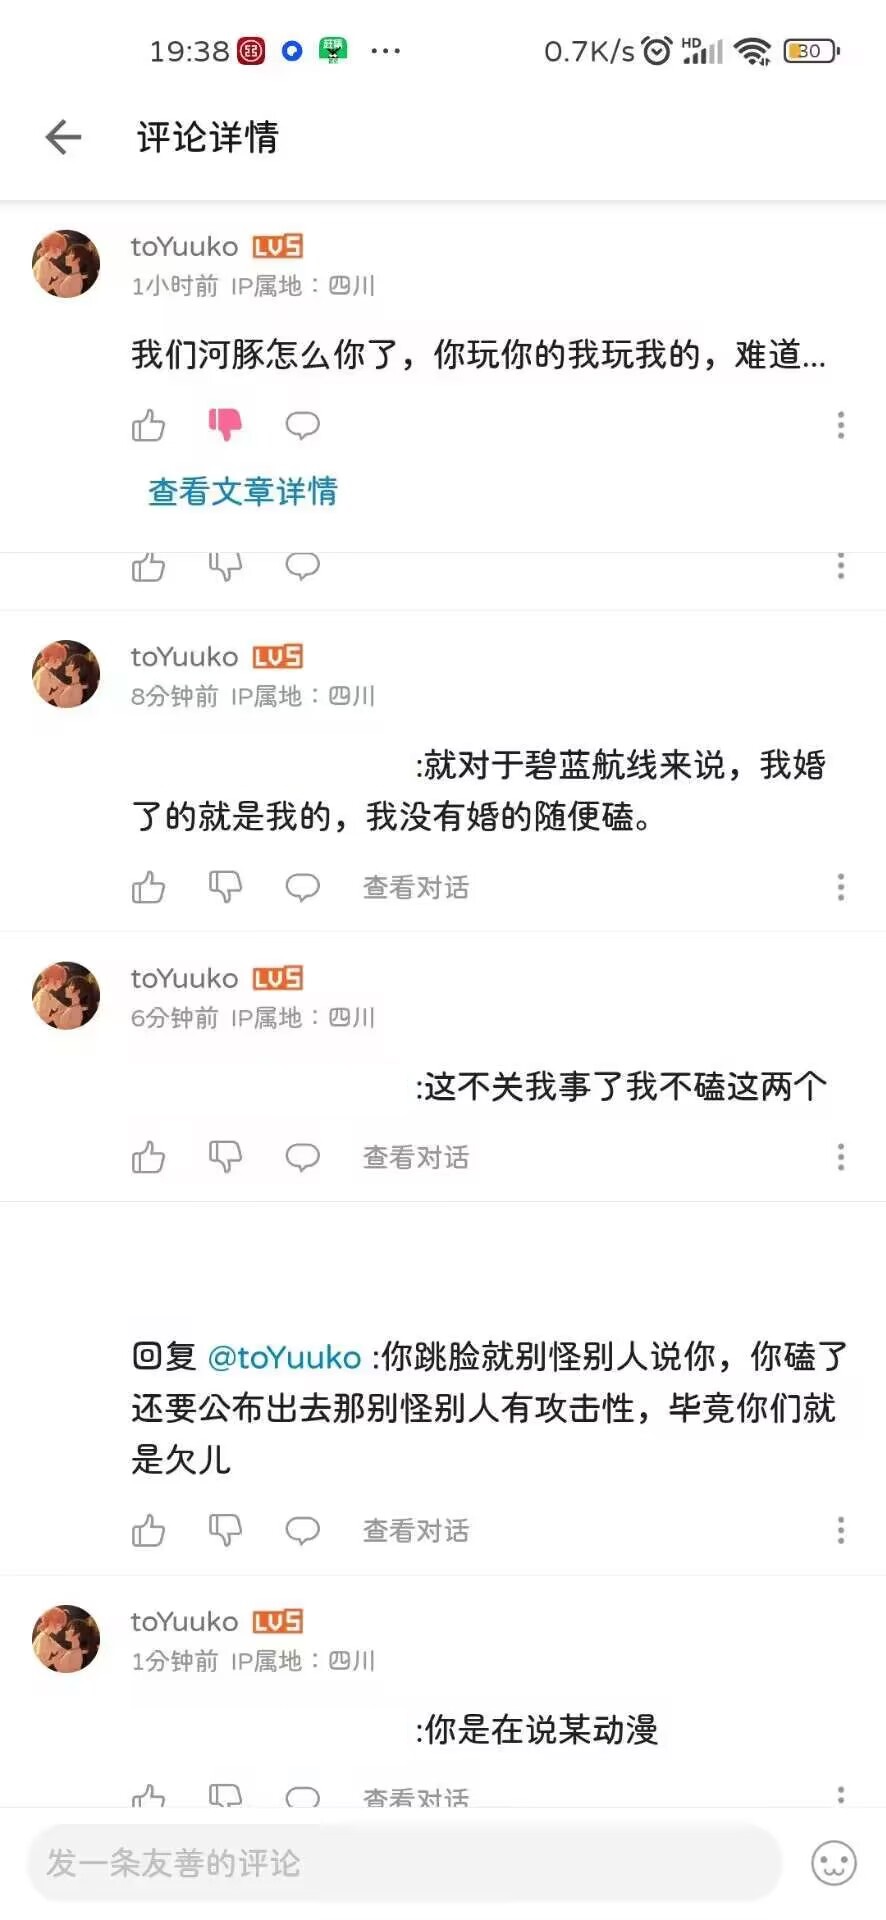 19:38
0.7K/s
HD
30
评论详情
toYuuko LV5
1小时前 IP属地：四川
我们河豚怎么你了，你玩你的我玩我的，难道...
查看文章详情
toYuuko LV5
8分钟前 IP属地：四川
:就对于碧蓝航线来说，我婚
了的就是我的，我没有婚的随便磕。
查看对话
toYuuko LV5
6分钟前 IP属地：四川
:这不关我事了我不磕这两个
查看对话
回复 @toYuuko :你跳脸就别怪别人说你，你磕了
还要公布出去那别怪别人有攻击性，毕竟你们就
是欠儿
查看对话
toYuuko LV5
1分钟前 IP属地：四川
:你是在说某动漫
查看对话
发一条友善的评论